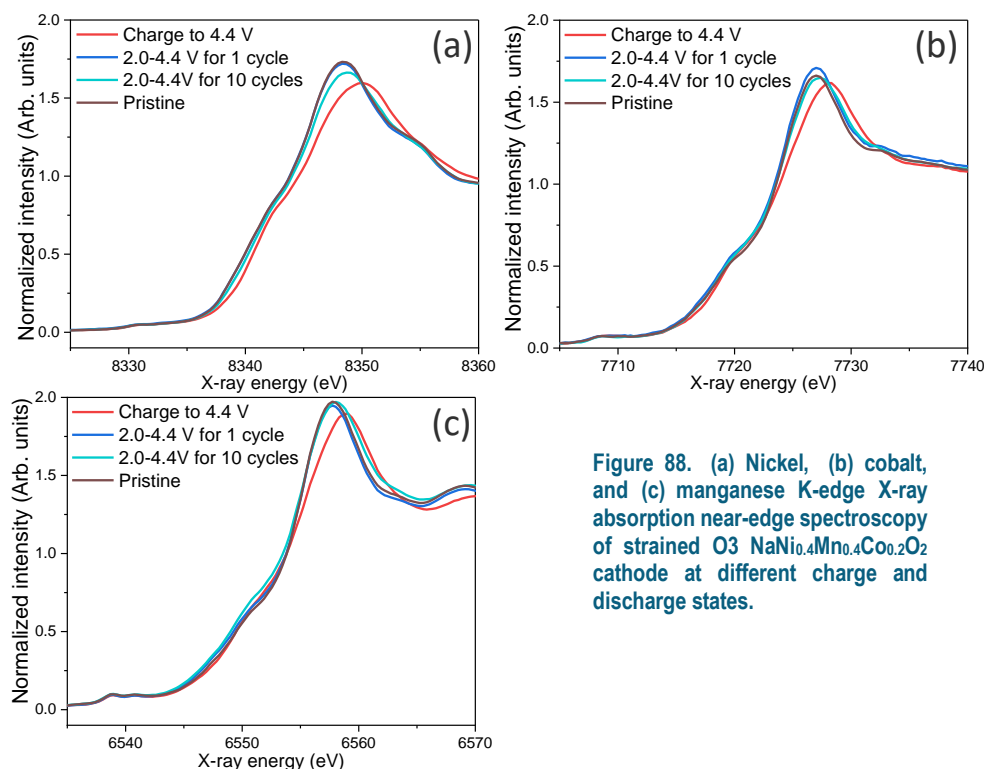 (a)
Charge to 4.4 V
2.0-4.4 V for 1 cycle
2.0-4.4V for 10 cycles
Pristine
Normalized intensity (Arb. units)
2.0
1.5
1.0
0.5
0.0
8330 8340 8350 8360
X-ray energy (eV)
(b)
Charge to 4.4 V
2.0-4.4 V for 1 cycle
2.0-4.4V for 10 cycles
Pristine
Normalized intensity (Arb. units)
2.0
1.5
1.0
0.5
0.0
7710 7720 7730 7740
X-ray energy (eV)
(c)
Charge to 4.4 V
2.0-4.4 V for 1 cycle
2.0-4.4V for 10 cycles
Pristine
Normalized intensity (Arb. units)
2.0
1.5
1.0
0.5
0.0
6540 6550 6560 6570
X-ray energy (eV)
Figure 88. (a) Nickel, (b) cobalt,
and (c) manganese K-edge X-ray
absorption near-edge spectroscopy
of strained O3 NaNi₀.₄Mn₀.₄Co₀.₂O₂
cathode at different charge and
discharge states.